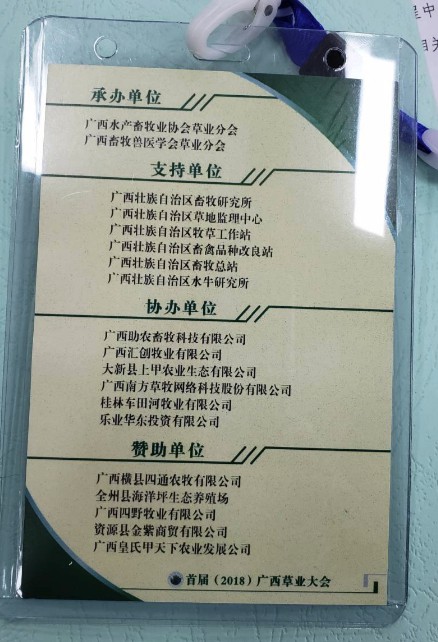 承办单位
广西水产畜牧业协会草业分会
广西畜牧兽医学会草业分会
支持单位
广西壮族自治区畜牧研究所
广西壮族自治区草地监理中心
广西壮族自治区牧草工作站
广西壮族自治区畜禽品种改良站
广西壮族自治区畜牧总站
广西壮族自治区水牛研究所
协办单位
广西助农畜牧科技有限公司
广西汇创牧业有限公司
大新县上甲农业生态有限公司
广西南方草牧网络科技股份有限公司
桂林车田河牧业有限公司
乐业华东投资有限公司
赞助单位
广西横县四通农牧有限公司
全州县海洋坪生态养殖场
广西四野牧业有限公司
资源县金紫商贸有限公司
广西皇氏甲天下农业发展公司
首届（2018）广西草业大会